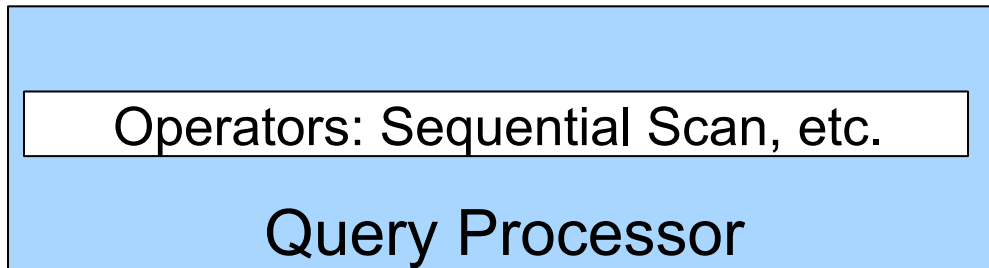 Operators: Sequential Scan, etc.
Query Processor